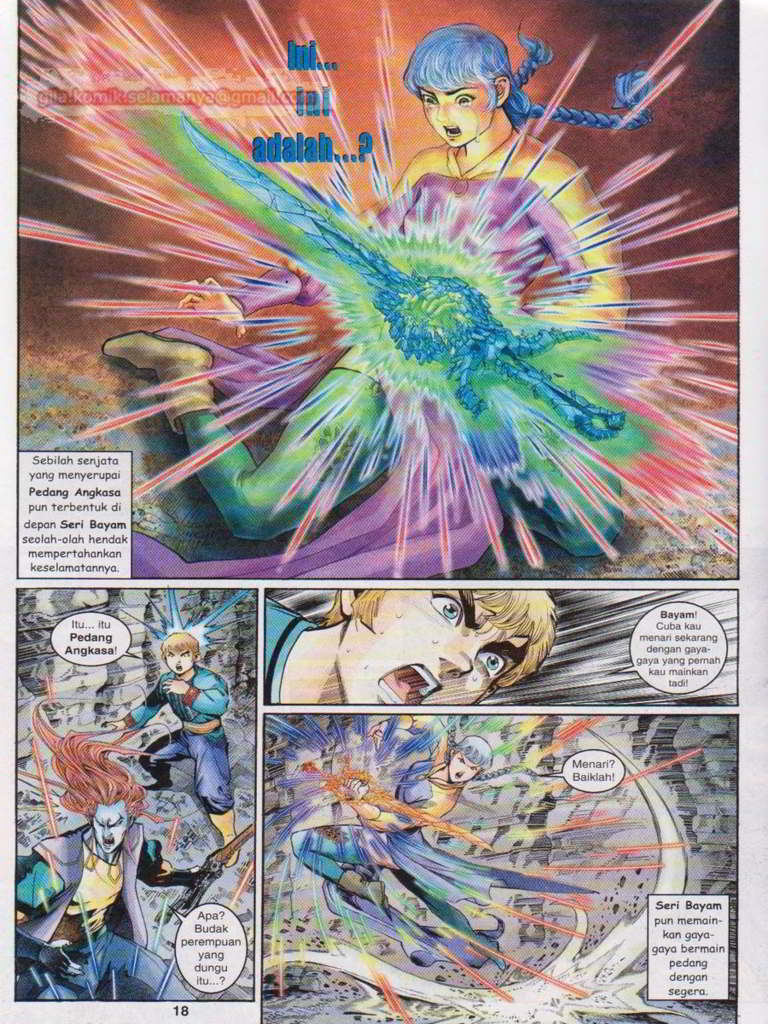 Ini...
ini
adalah...?
gila.komik.selamanya@gmail.com
Sebilah senjata
yang menyerupai
Pedang Angkasa
pun terbentuk di
depan Seri Bayam
seolah-olah hendak
mempertahankan
keselamatannya.
Itu... itu
Pedang
Angkasa!
Apa?
Budak
perempuan
yang
dungu
itu...?
Bayam!
Cuba kau
menari sekarang
dengan gaya-
gaya yang pernah
kau mainkan
tadi!
Menari?
Baiklah!
Seri Bayam
pun memain-
kan gaya-
gaya bermain
pedang
dengan
segera.
18